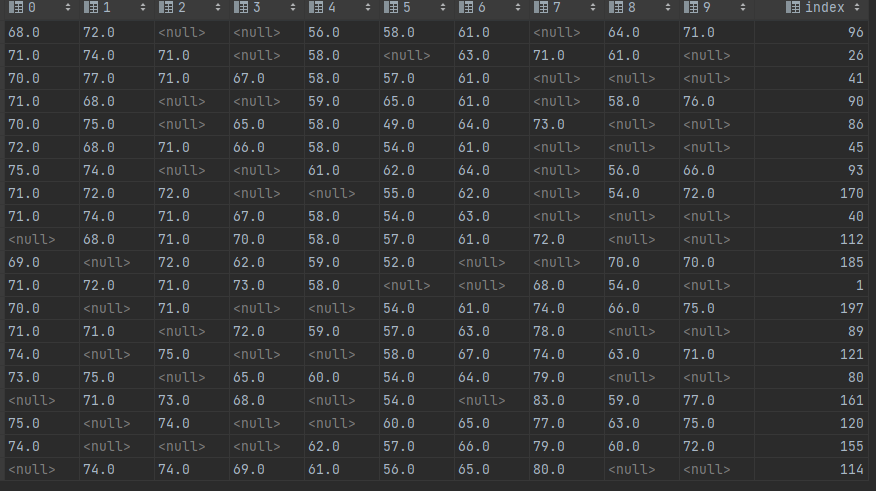 0 1 2 3 4 5 6 7 8 9 index
68.0 72.0 <null> <null> 56.0 58.0 61.0 <null> 64.0 71.0 96
71.0 74.0 71.0 <null> 58.0 <null> 63.0 71.0 61.0 <null> 26
70.0 77.0 71.0 67.0 58.0 57.0 61.0 <null> <null> <null> 41
71.0 68.0 <null> <null> 59.0 65.0 61.0 <null> 58.0 76.0 90
70.0 75.0 <null> 65.0 58.0 49.0 64.0 73.0 <null> <null> 86
72.0 68.0 71.0 66.0 58.0 54.0 61.0 <null> <null> <null> 45
75.0 74.0 <null> <null> 61.0 62.0 64.0 <null> 56.0 66.0 93
71.0 72.0 72.0 <null> <null> 55.0 62.0 <null> 54.0 72.0 170
71.0 74.0 71.0 67.0 58.0 54.0 63.0 <null> <null> <null> 40
<null> 68.0 71.0 70.0 58.0 57.0 61.0 72.0 <null> <null> 112
69.0 <null> 72.0 62.0 59.0 52.0 <null> <null> 70.0 70.0 185
71.0 72.0 71.0 73.0 58.0 <null> <null> 68.0 54.0 <null> 1
70.0 <null> 71.0 <null> <null> 54.0 61.0 74.0 66.0 75.0 197
71.0 71.0 <null> 72.0 59.0 57.0 63.0 78.0 <null> <null> 89
74.0 <null> 75.0 <null> <null> 58.0 67.0 74.0 63.0 71.0 121
73.0 75.0 <null> 65.0 60.0 54.0 64.0 79.0 <null> <null> 80
<null> 71.0 73.0 68.0 <null> 54.0 <null> 83.0 59.0 77.0 161
75.0 <null> 74.0 <null> <null> 60.0 65.0 77.0 63.0 75.0 120
74.0 <null> <null> <null> 62.0 57.0 66.0 79.0 60.0 72.0 155
<null> 74.0 74.0 69.0 61.0 56.0 65.0 80.0 <null> <null> 114